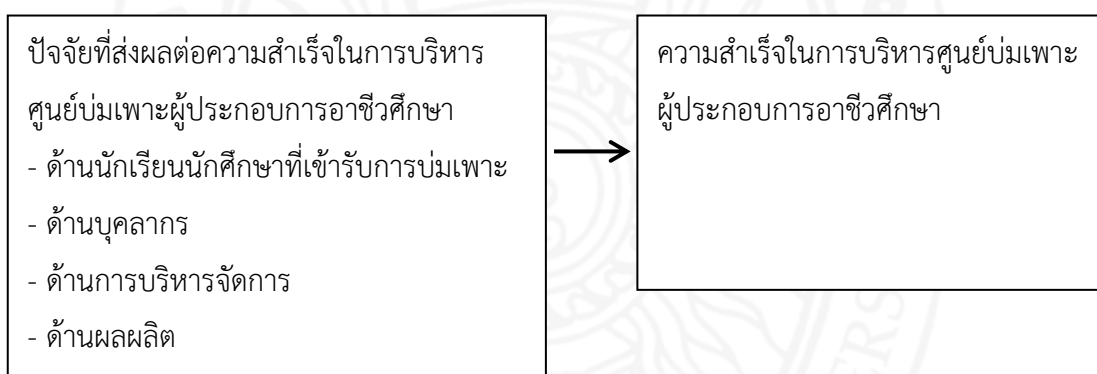 ปัจจัยที่ส่งผลต่อความสำเร็จในการบริหาร
ศูนย์บ่มเพาะผู้ประกอบการอาชีวศึกษา
- ด้านนักเรียนนักศึกษาที่เข้ารับการบ่มเพาะ
- ด้านบุคลากร
- ด้านการบริหารจัดการ
- ด้านผลผลิต
ความสำเร็จในการบริหารศูนย์บ่มเพาะ
ผู้ประกอบการอาชีวศึกษา